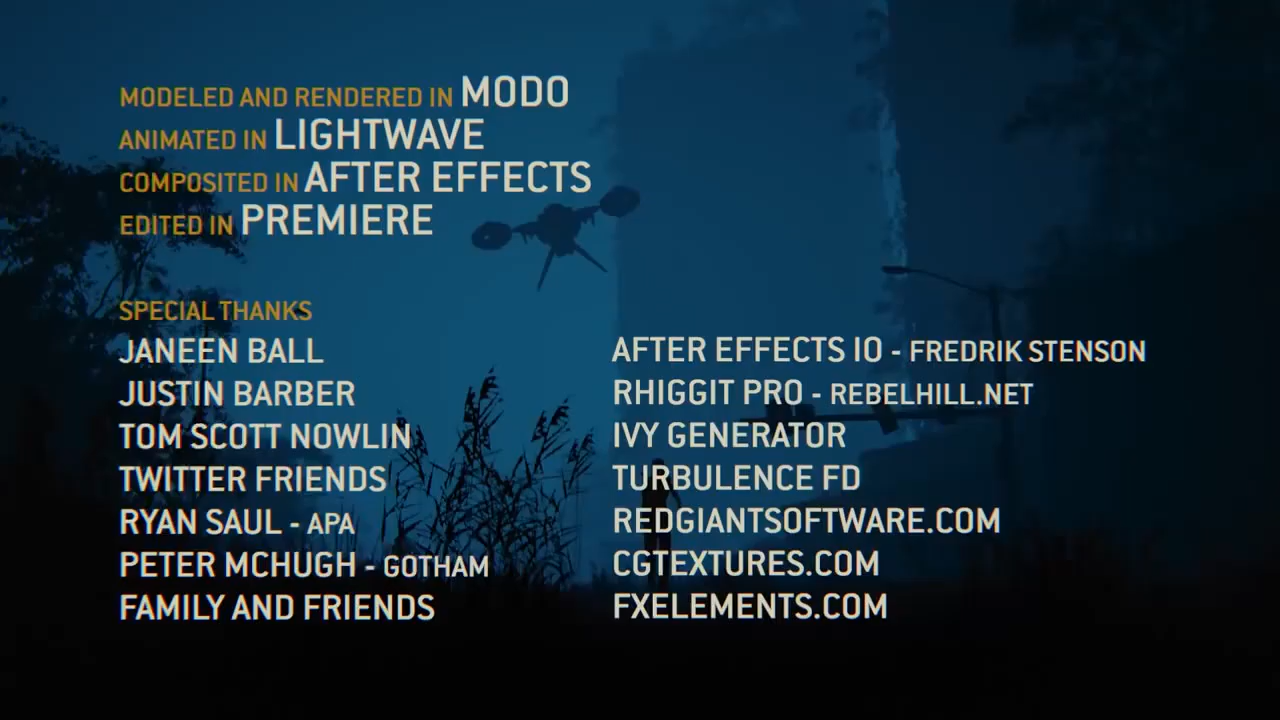 MODELED AND RENDERED IN MODO
ANIMATED IN LIGHTWAVE
COMPOSITED IN AFTER EFFECTS
EDITED IN PREMIERE
SPECIAL THANKS
JANEEN BALL
JUSTIN BARBER
TOM SCOTT NOWLIN
TWITTER FRIENDS
RYAN SAUL - APA
PETER MCHUGH - GOTHAM
FAMILY AND FRIENDS
AFTER EFFECTS IO - FREDRIK STENSON
RHIGGIT PRO - REBELHILL.NET
IVY GENERATOR
TURBULENCE FD
REDGIANTSOFTWARE.COM
CGTEXTURES.COM
FXELEMENTS.COM